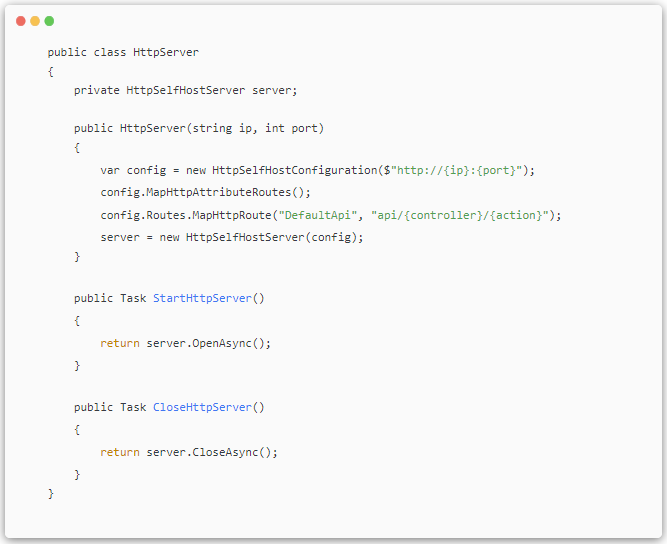 public class HttpServer
{
    private HttpSelfHostServer server;

    public HttpServer(string ip, int port)
    {
        var config = new HttpSelfHostConfiguration($"http://{ip}:{port}");
        config.MapHttpAttributeRoutes();
        config.Routes.MapHttpRoute("DefaultApi", "api/{controller}/{action}");
        server = new HttpSelfHostServer(config);
    }

    public Task StartHttpServer()
    {
        return server.OpenAsync();
    }

    public Task CloseHttpServer()
    {
        return server.CloseAsync();
    }
}